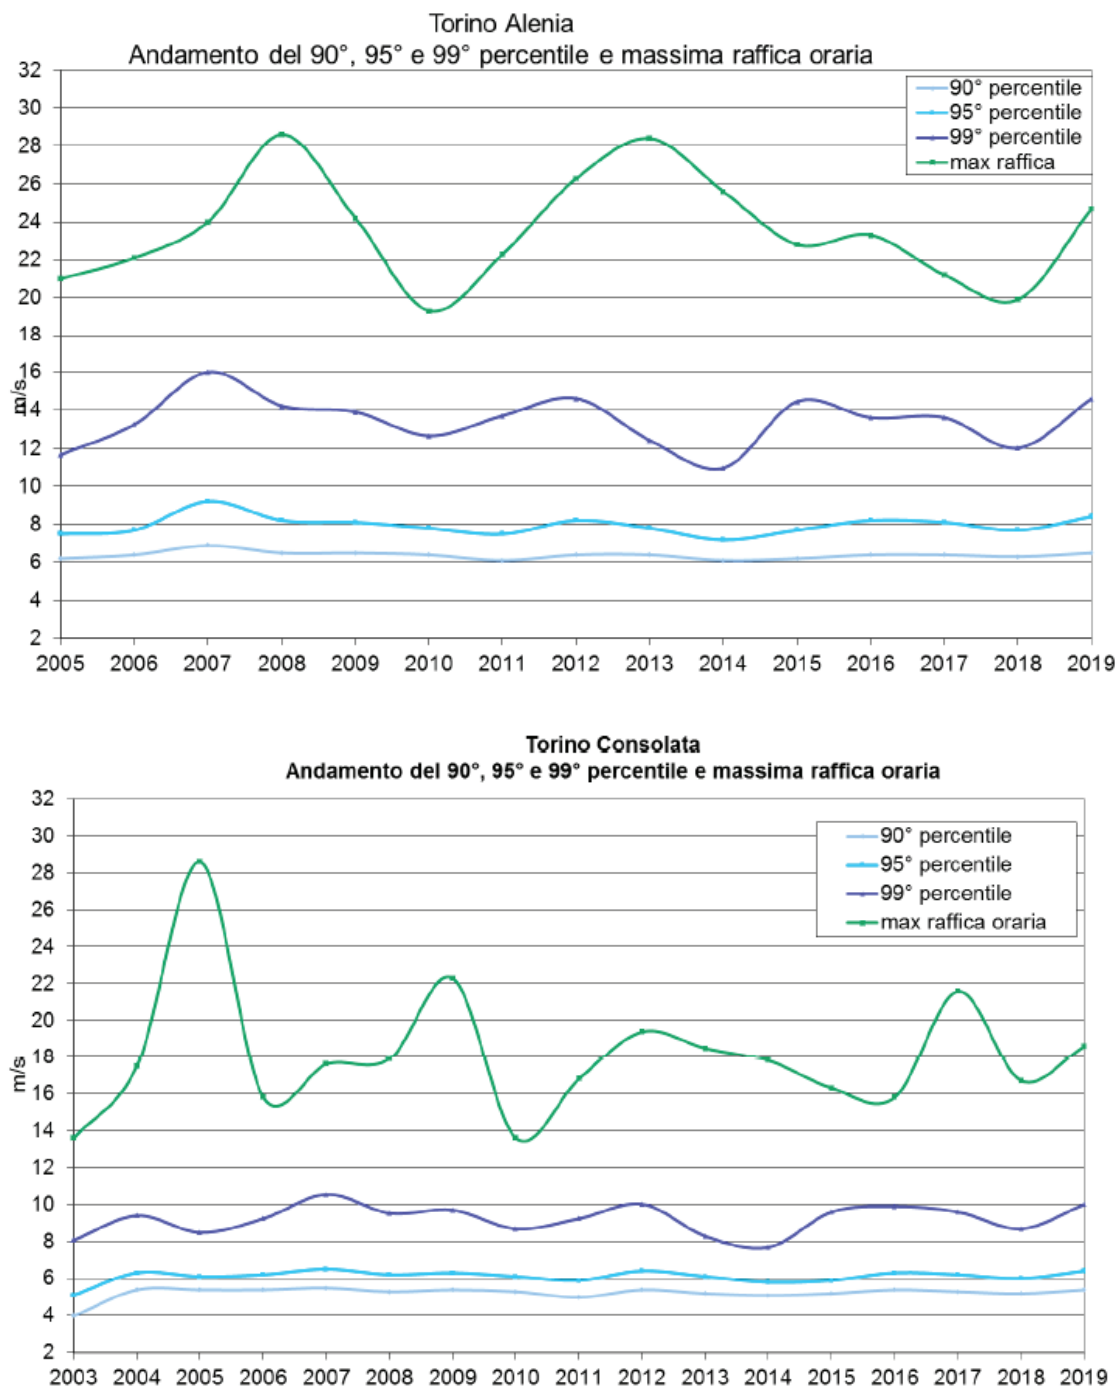 Torino Alenia
Andamento del 90°, 95° e 99° percentile e massima raffica oraria
32
30
28
26
24
22
20
18
16
14
12
10
8
6
4
2
m/s
90° percentile
95° percentile
99° percentile
max raffica
2005 2006 2007 2008 2009 2010 2011 2012 2013 2014 2015 2016 2017 2018 2019
Torino Consolata
Andamento del 90°, 95° e 99° percentile e massima raffica oraria
32
30
28
26
24
22
20
18
16
14
12
10
8
6
4
2
m/s
90° percentile
95° percentile
99° percentile
max raffica oraria
2003 2004 2005 2006 2007 2008 2009 2010 2011 2012 2013 2014 2015 2016 2017 2018 2019